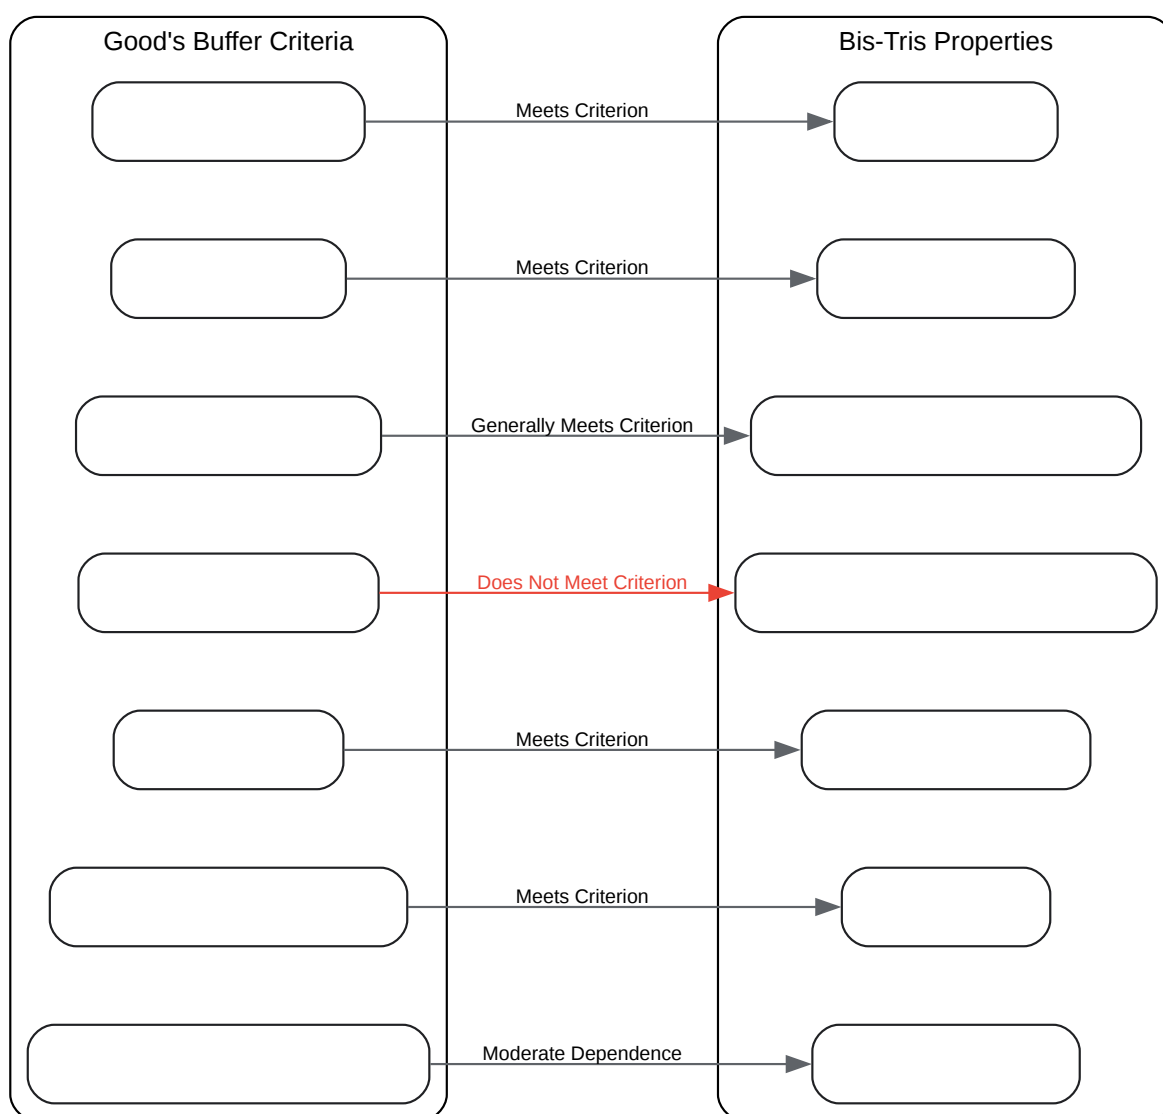 Good's Buffer Criteria
Bis-Tris Properties
Meets Criterion
Meets Criterion
Generally Meets Criterion
Does Not Meet Criterion
Meets Criterion
Meets Criterion
Moderate Dependence